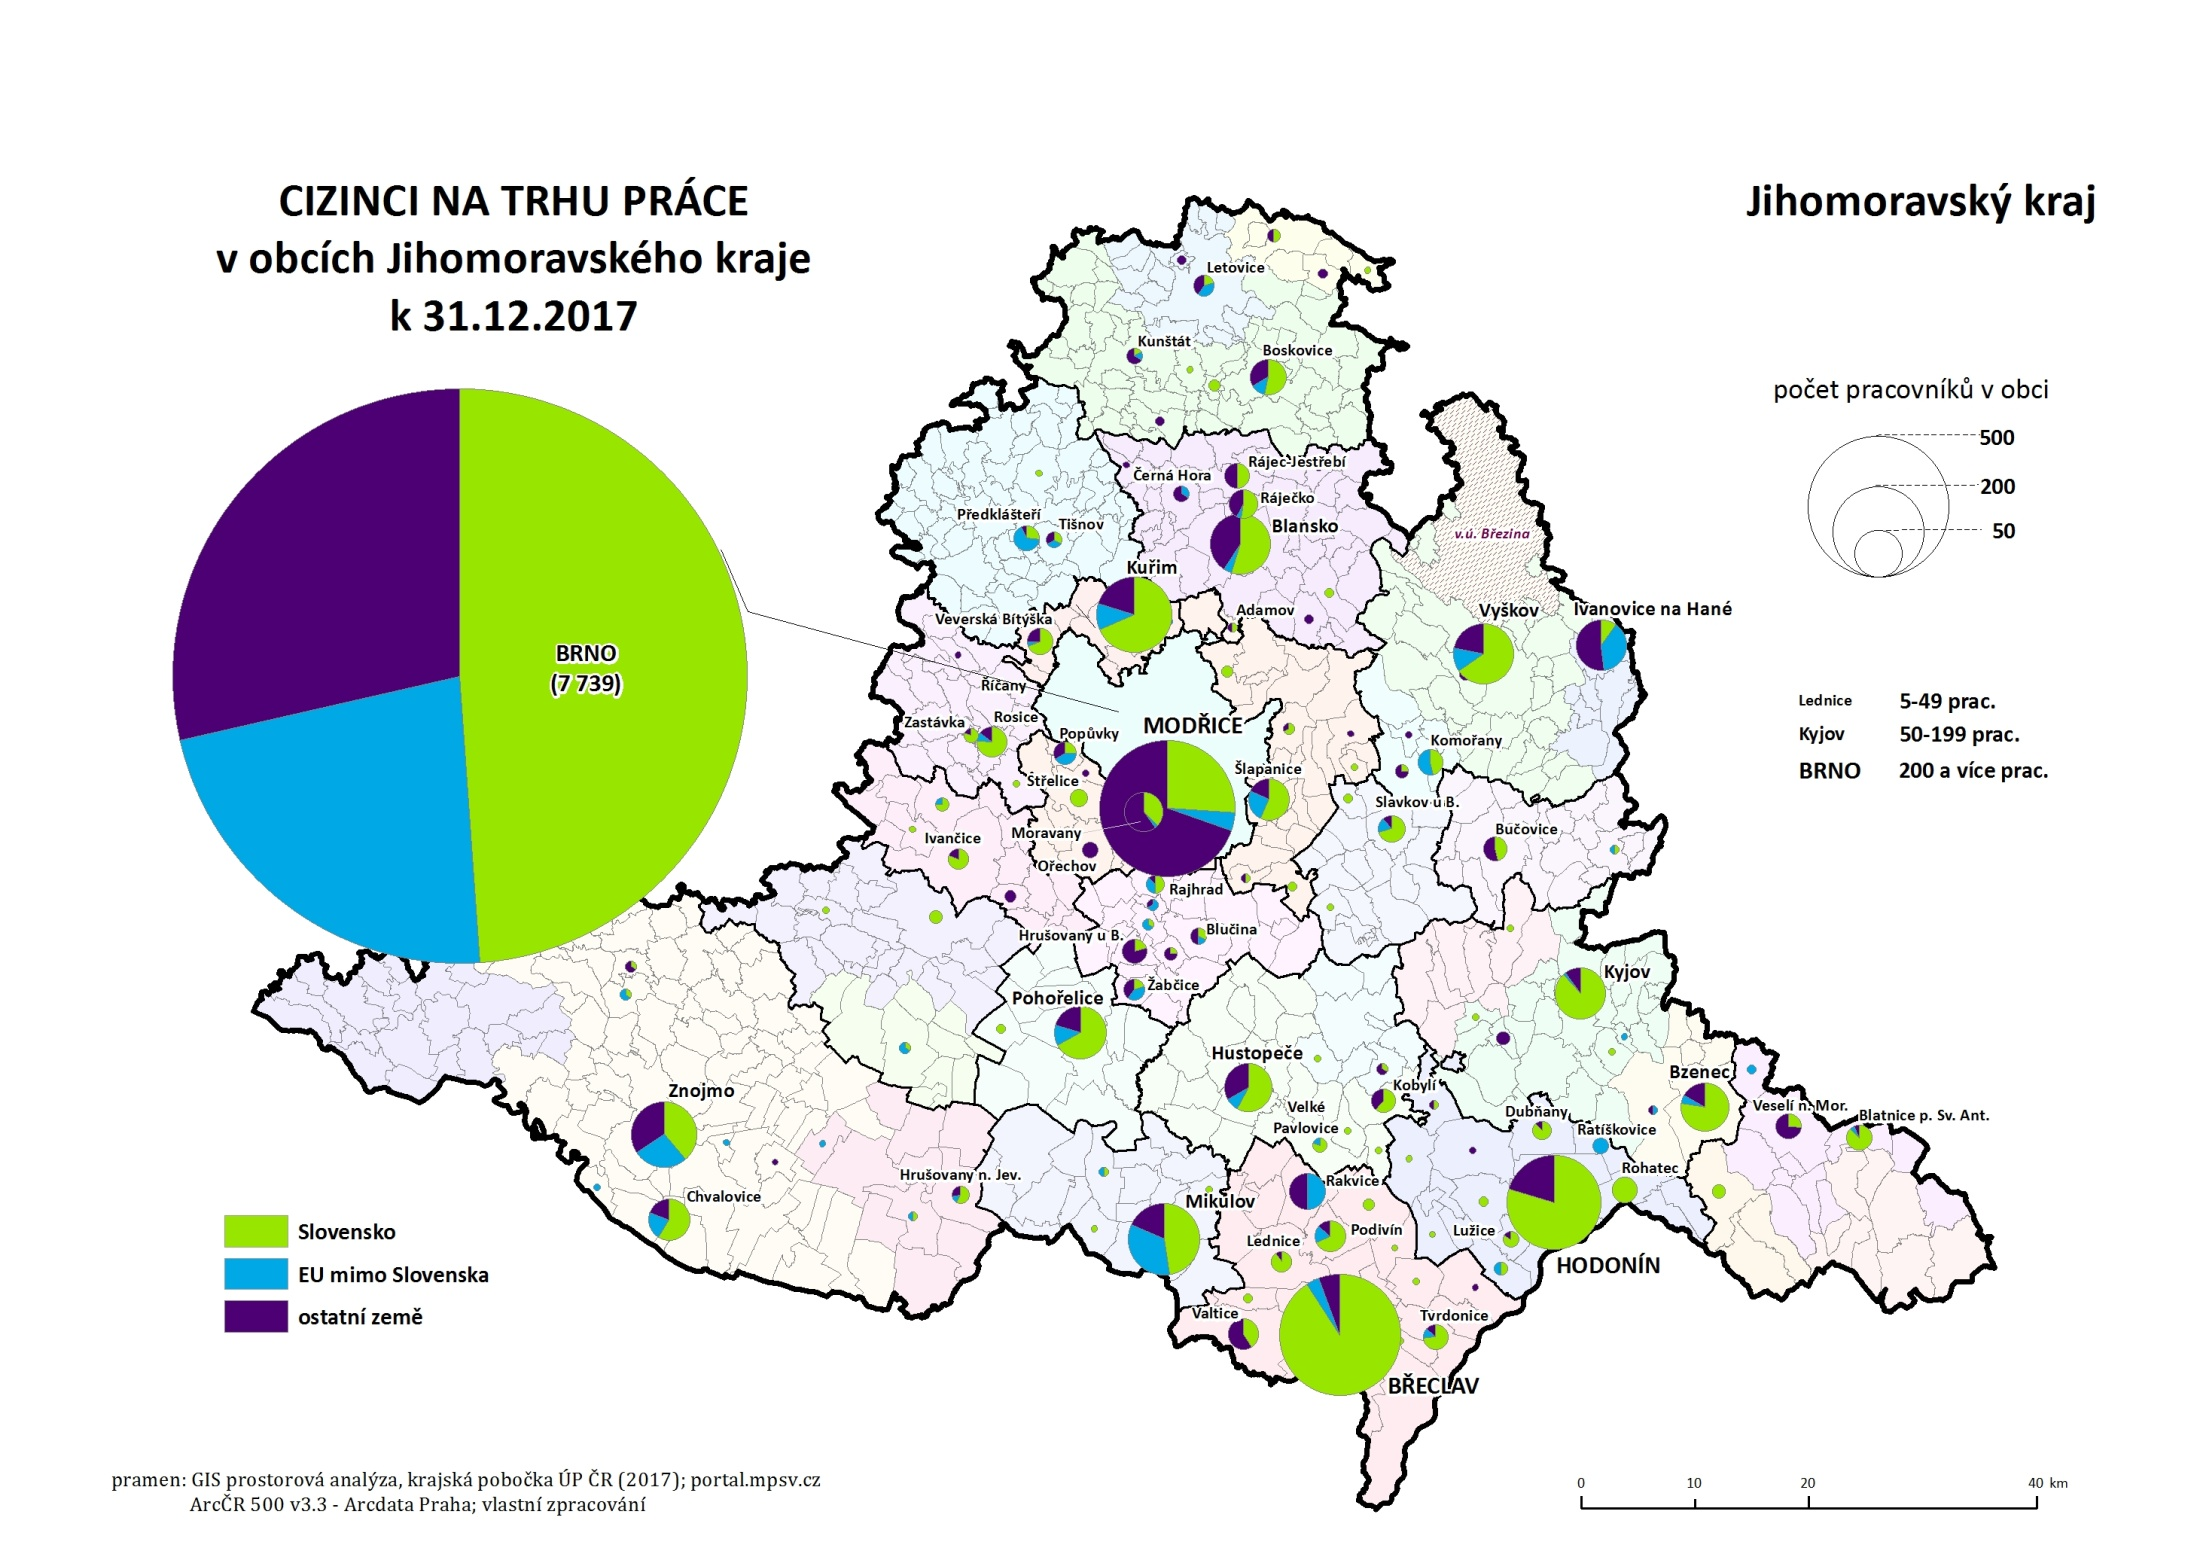 CIZINCI NA TRHU PRÁCE
v obcích Jihomoravského kraje
k 31.12.2017
Jihomoravský kraj
Letovice
Kunštát
Boskovice
počet pracovníků v obci
500
200
50
Rájec-Jestřebí
Černá Hora
Ráječko
Předklášteří
Tišnov
Blansko
v.ú. Březina
Kuřim
Adamov
Vyškov
Ivanovice na Hané
Veverská Bítýška
BRNO
(7 739)
Říčany
Lednice
5-49 prac.
Kyjov
50-199 prac.
BRNO
200 a více prac.
Zastávka
Rosice
Popůvky
MODŘICE
Komořany
Střelice
Šlapanice
Slavkov u B.
Moravany
Ivančice
Bučovice
Ořechov
Rajhrad
Hrušovany u B.
Blučina
Kyjov
Žabčice
Pohořelice
Hustopeče
Bzenec
Znojmo
Kobylí
Velké
Pavlovice
Dubňany
Ratíškovice
Veselí n. Mor.
Blatnice p. Sv. Ant.
Hrušovany n. Jev.
Rohatec
Chvalovice
Mikulov
Rakvice
Podivín
Lužice
Lednice
HODONÍN
Slovensko
EU mimo Slovenska
ostatní země
Valtice
Tvrdonice
BŘECLAV
pramen: GIS prostorová analýza, krajská pobočka ÚP ČR (2017); portal.mpsv.cz
ArcČR 500 v3.3 - Arcdata Praha; vlastní zpracování
0 10 20 40 km